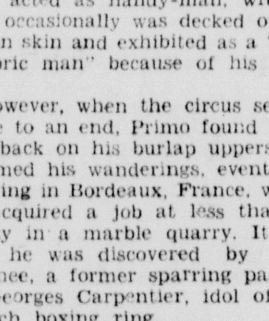 acted as handy-man,
occasionally was decked o
n skin and exhibited as a "
oric man" because of his
owever, when the circus se
e to an end, Primo found
back on his burlap uppers
med his wanderings, event
ing in Bordeaux, France, w
cquired a job at less tha
y in a marble quarry. It
he was discovered by
nee, a former sparring pa
eorges Carpentier, idol of
ch boxing ring.